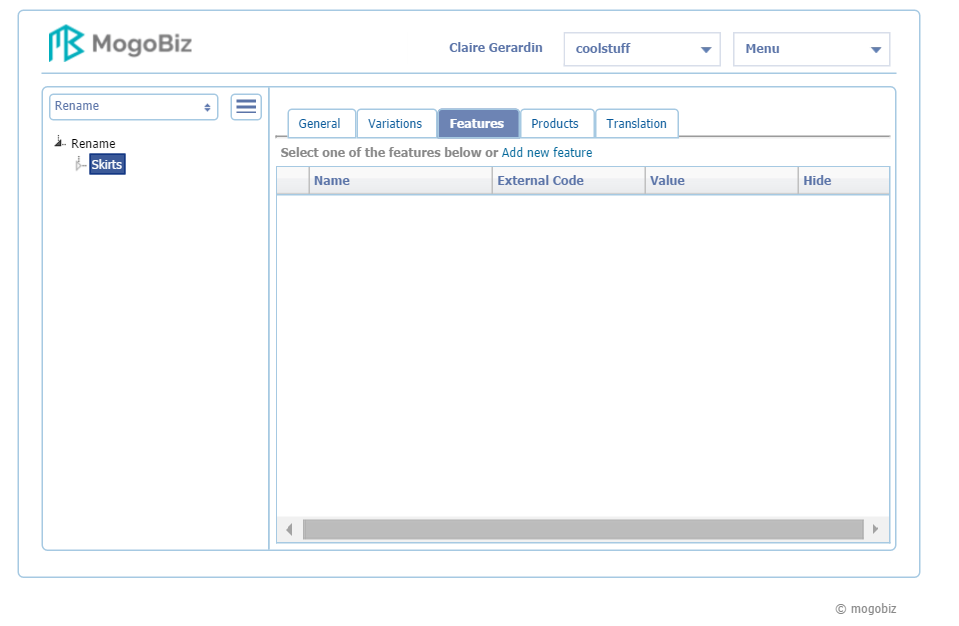 MogoBiz
Claire Gerardin
coolstuff
Menu
Rename
Rename
Skirts
General Variations Features Products Translation
Select one of the features below or Add new feature
Name External Code Value Hide
© mogobiz